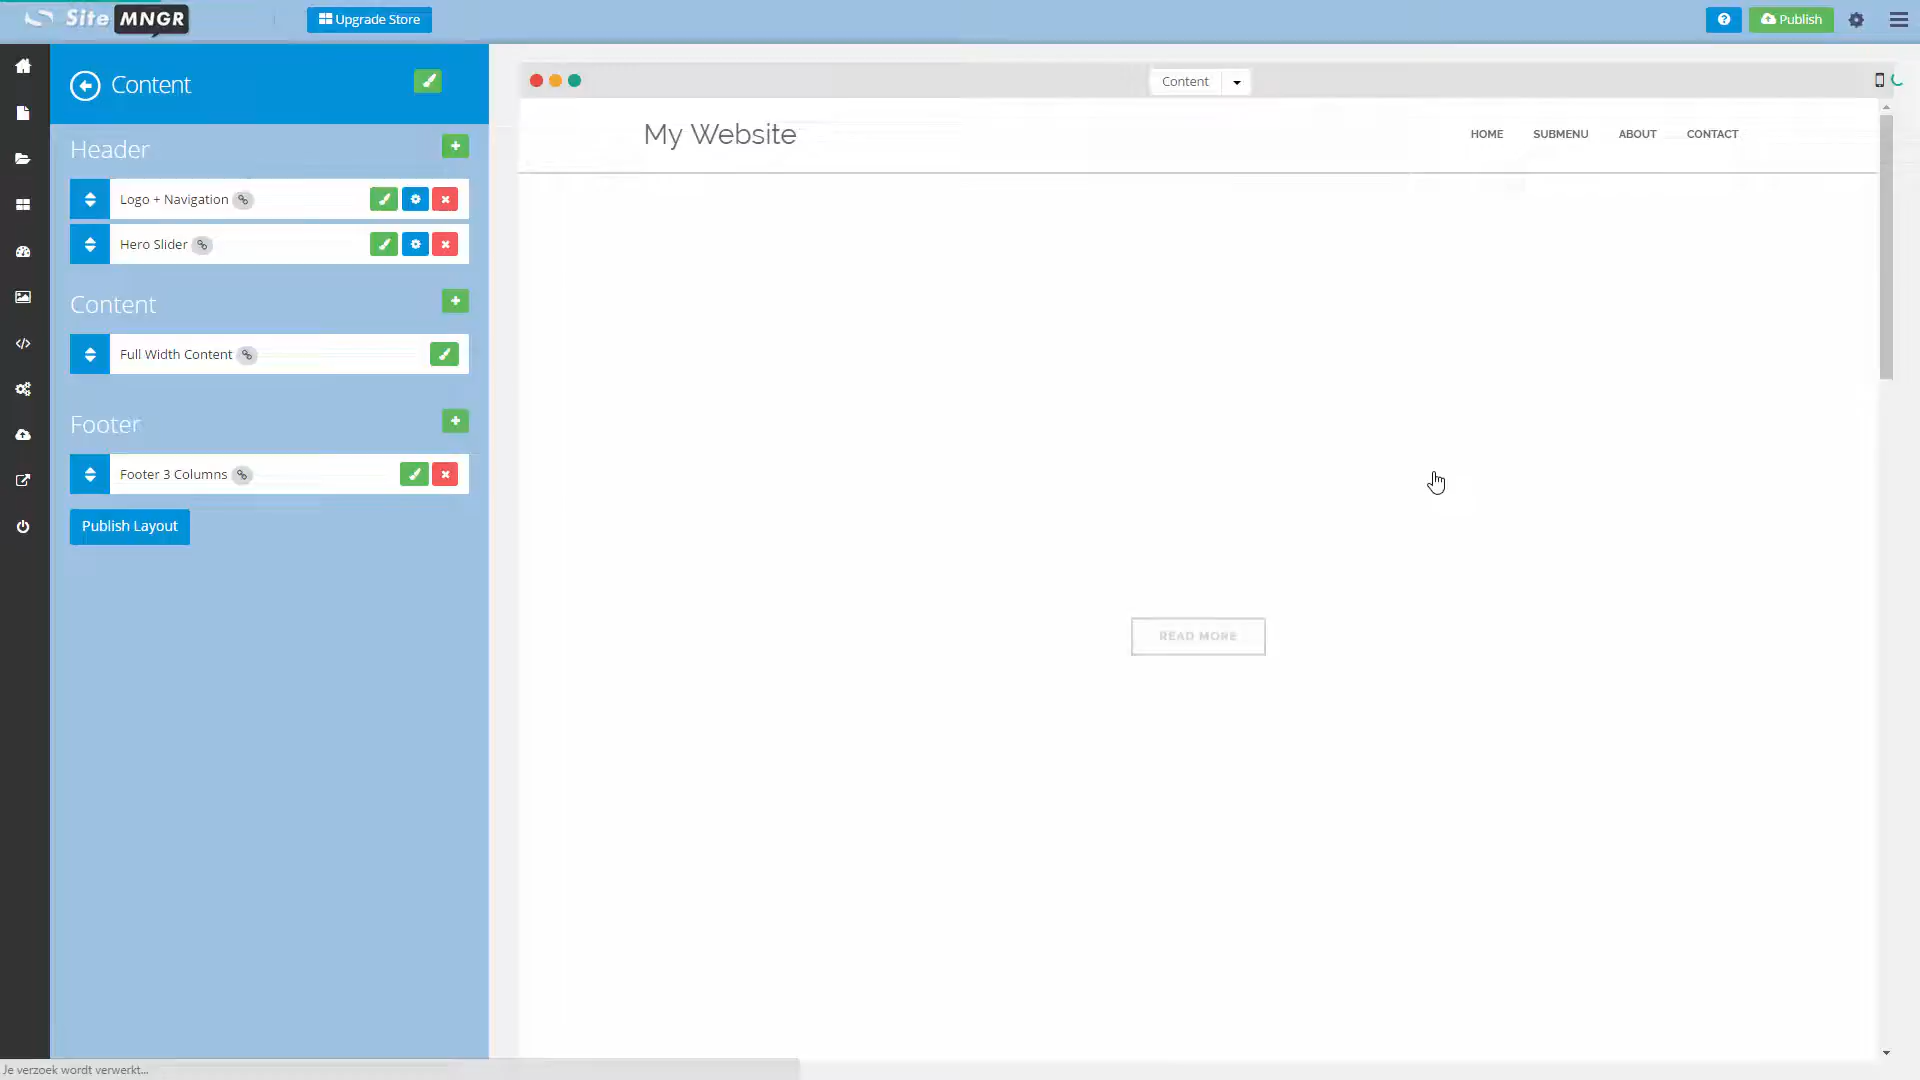 Site MNGR
Upgrade Store
Publish
Content
Content
Header
My Website
HOME
SUBMENU
ABOUT
CONTACT
Logo + Navigation
Hero Slider
Content
Full Width Content
Footer
Footer 3 Columns
Publish Layout
READ MORE
Je verzoek wordt verwerkt...